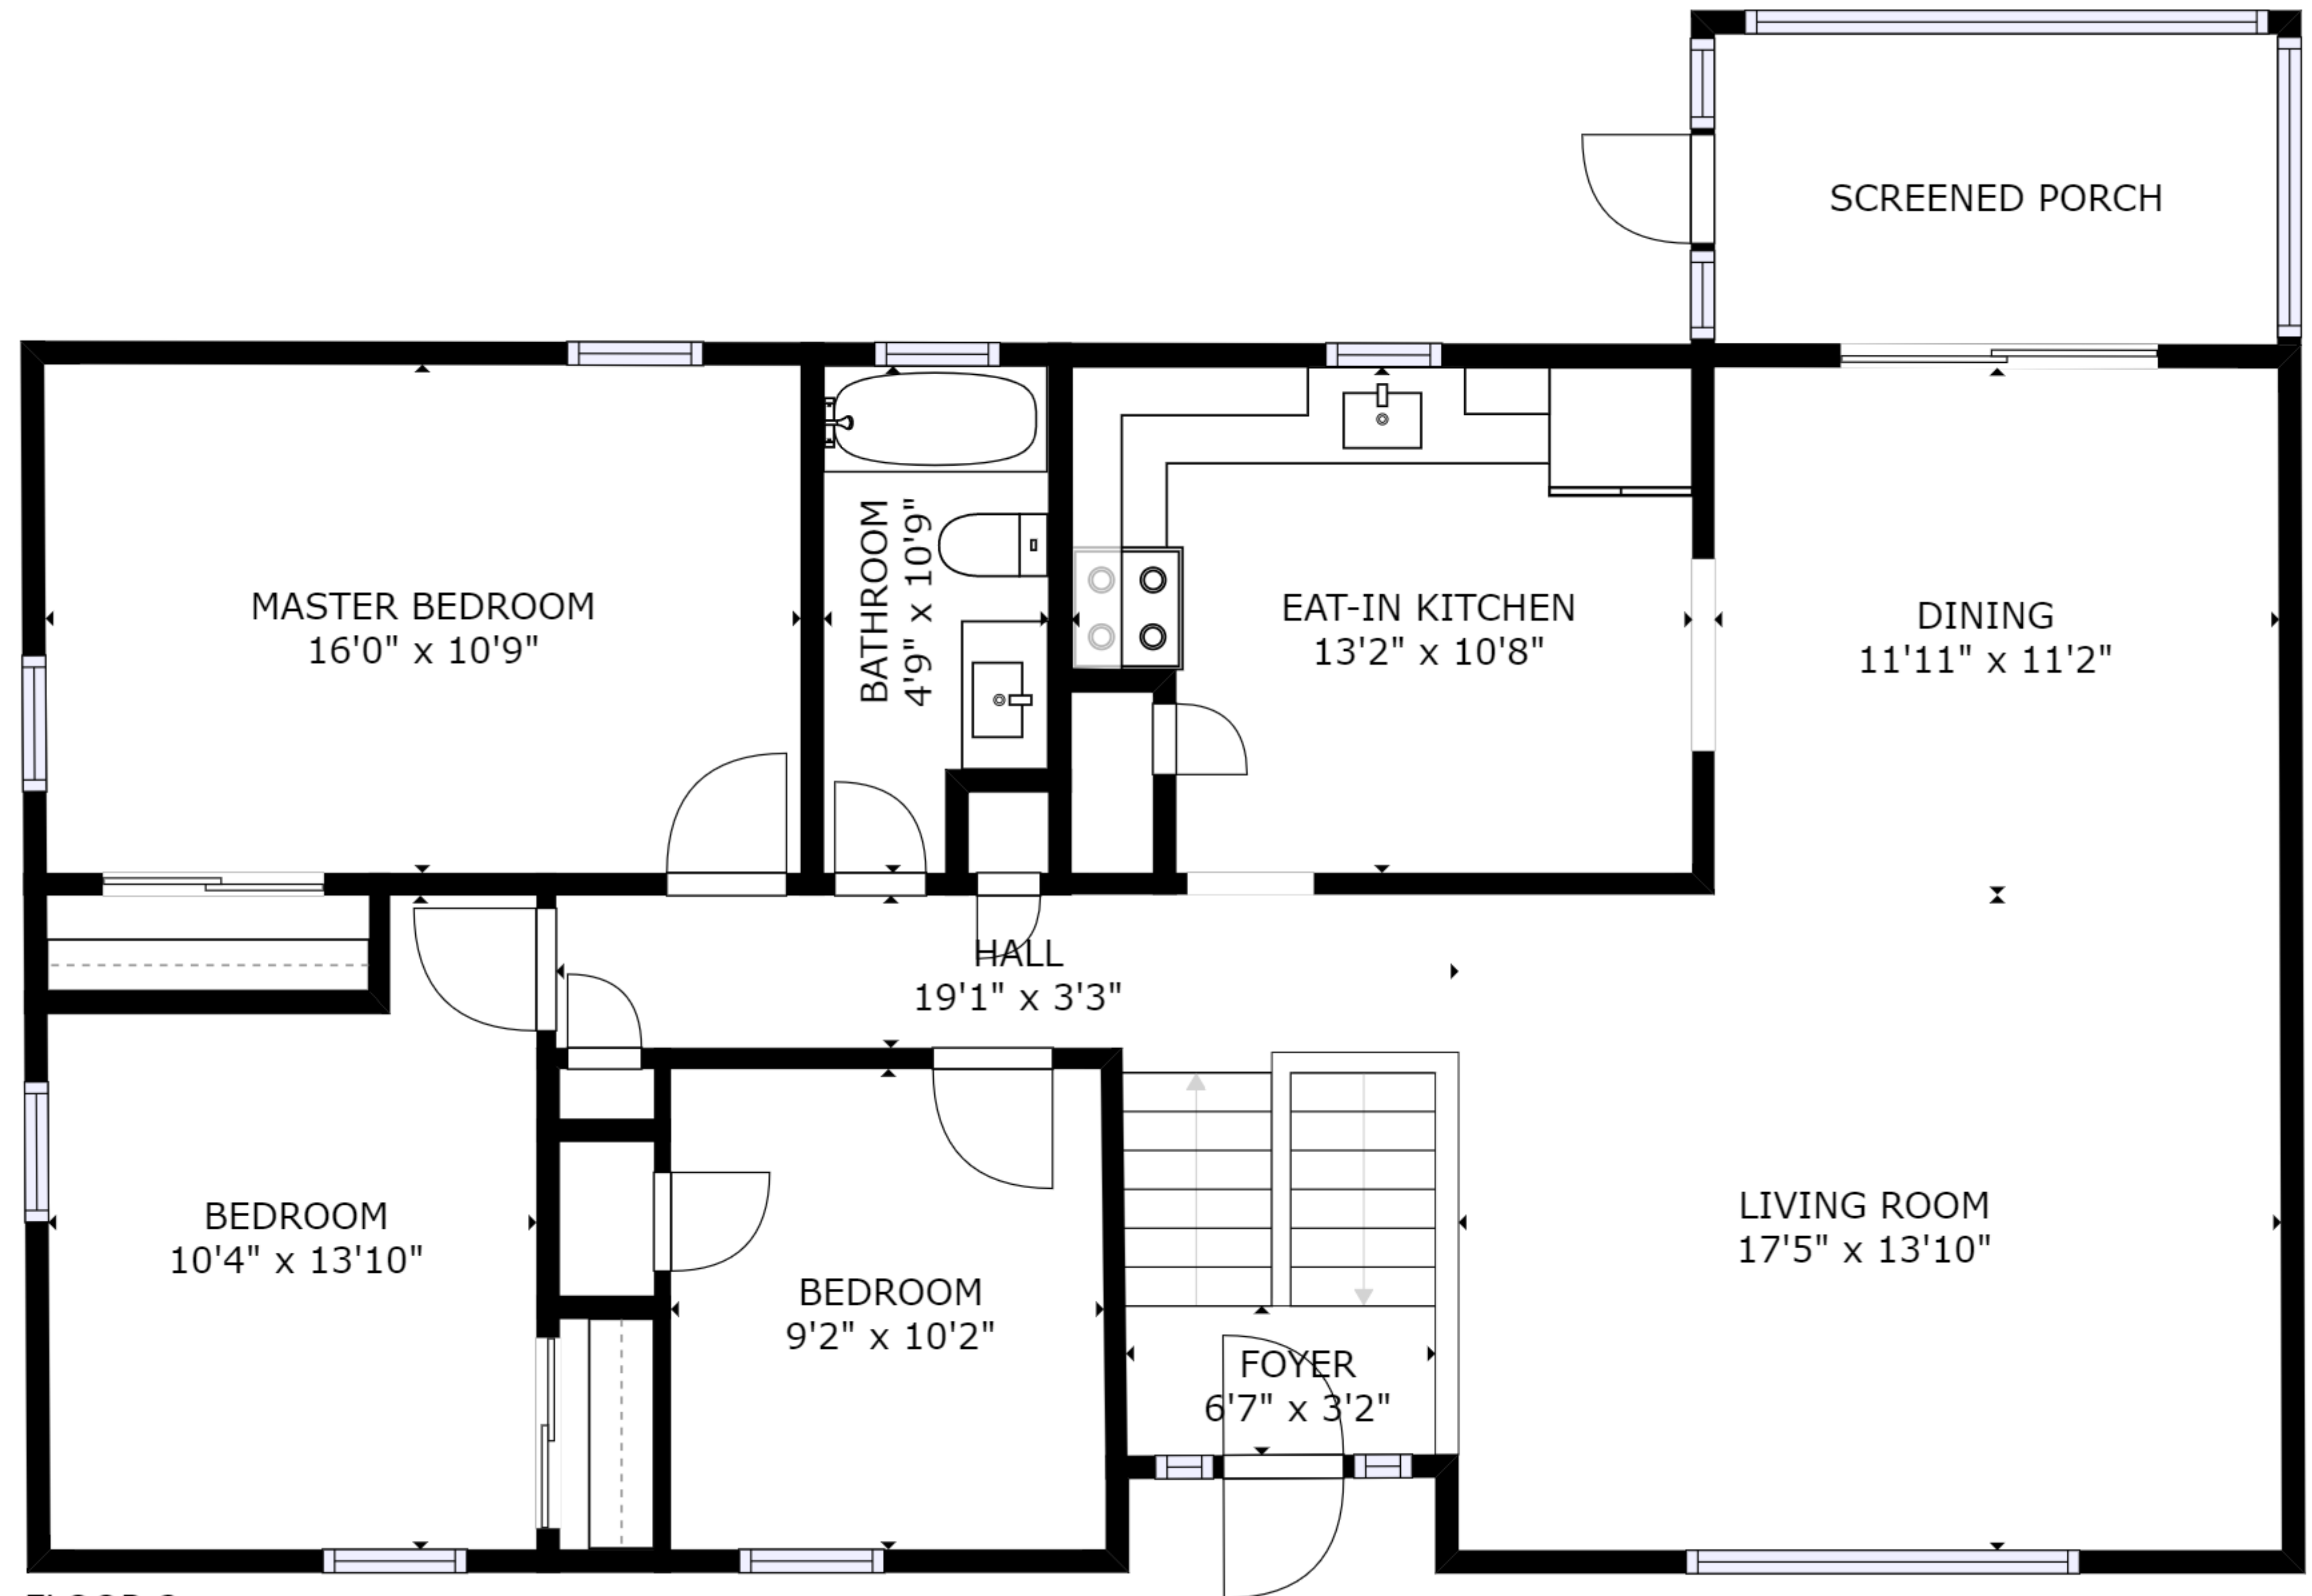 SCREENED PORCH
MASTER BEDROOM
16'0" x 10'9"
BATHROOM
4'9" x 10'9"
EAT-IN KITCHEN
13'2" x 10'8"
DINING
11'11" x 11'2"
HALL
19'1" x 3'3"
BEDROOM
10'4" x 13'10"
BEDROOM
9'2" x 10'2"
FOYER
6'7" x 3'2"
LIVING ROOM
17'5" x 13'10"